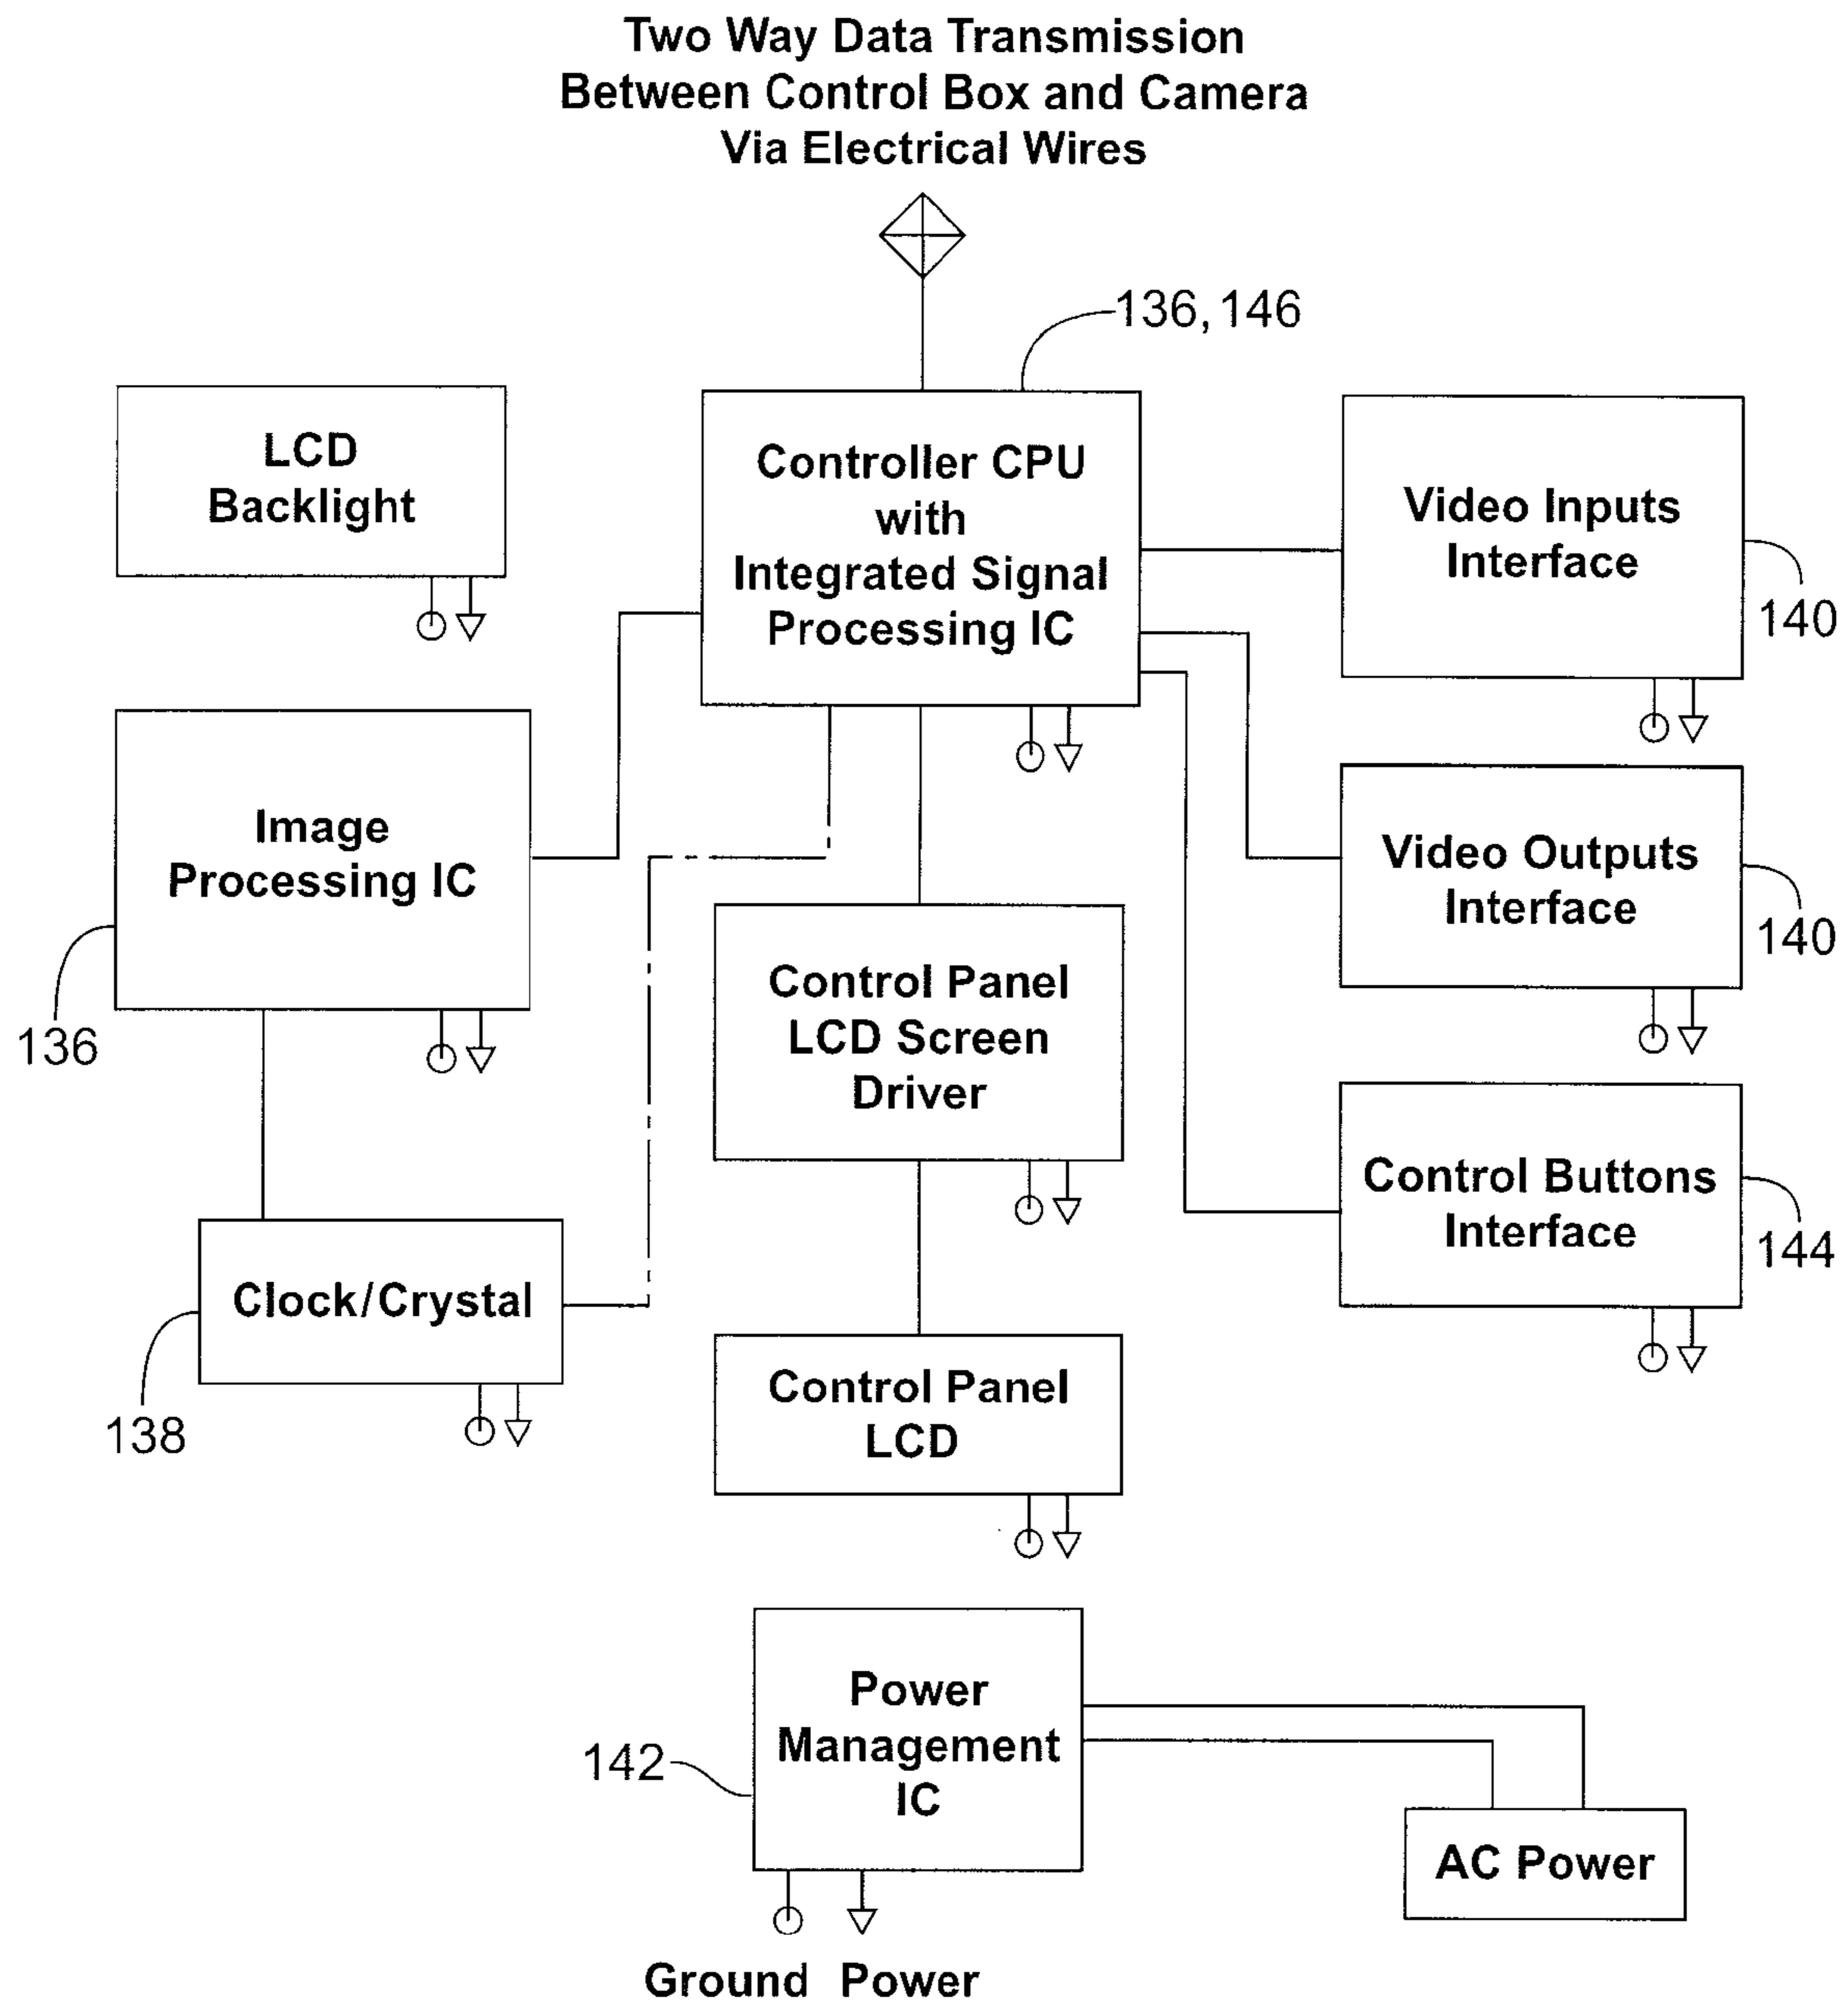 Two Way Data Transmission
Between Control Box and Camera
Via Electrical Wires
136, 146
LCD
Backlight
Controller CPU
with
Integrated Signal
Processing IC
Video Inputs
Interface
140
Image
Processing IC
136
Video Outputs
Interface
140
Control Panel
LCD Screen
Driver
Control Buttons
Interface
144
Clock/Crystal
138
Control Panel
LCD
Power
Management
IC
142
AC Power
Ground Power